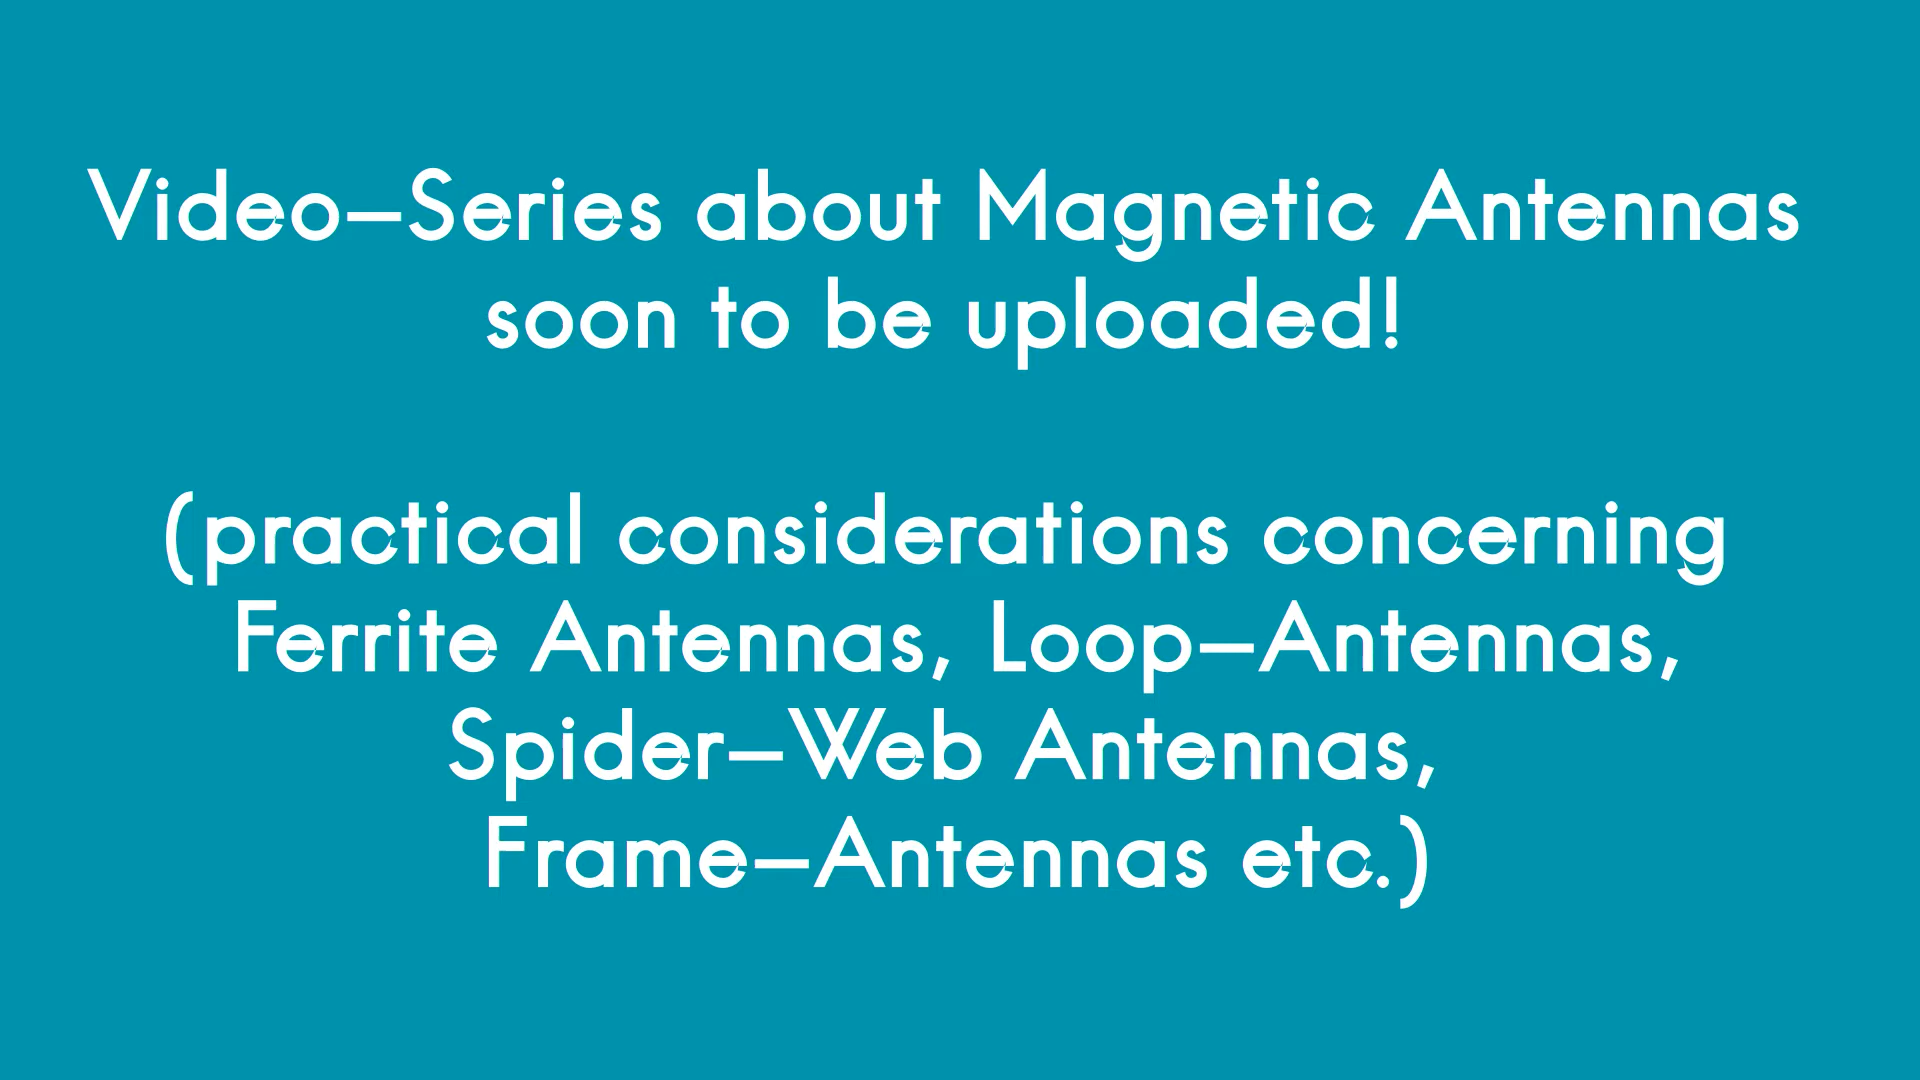 Video–Series about Magnetic Antennas
soon to be uploaded!
(practical considerations concerning
Ferrite Antennas, Loop–Antennas,
Spider–Web Antennas,
Frame–Antennas etc.)